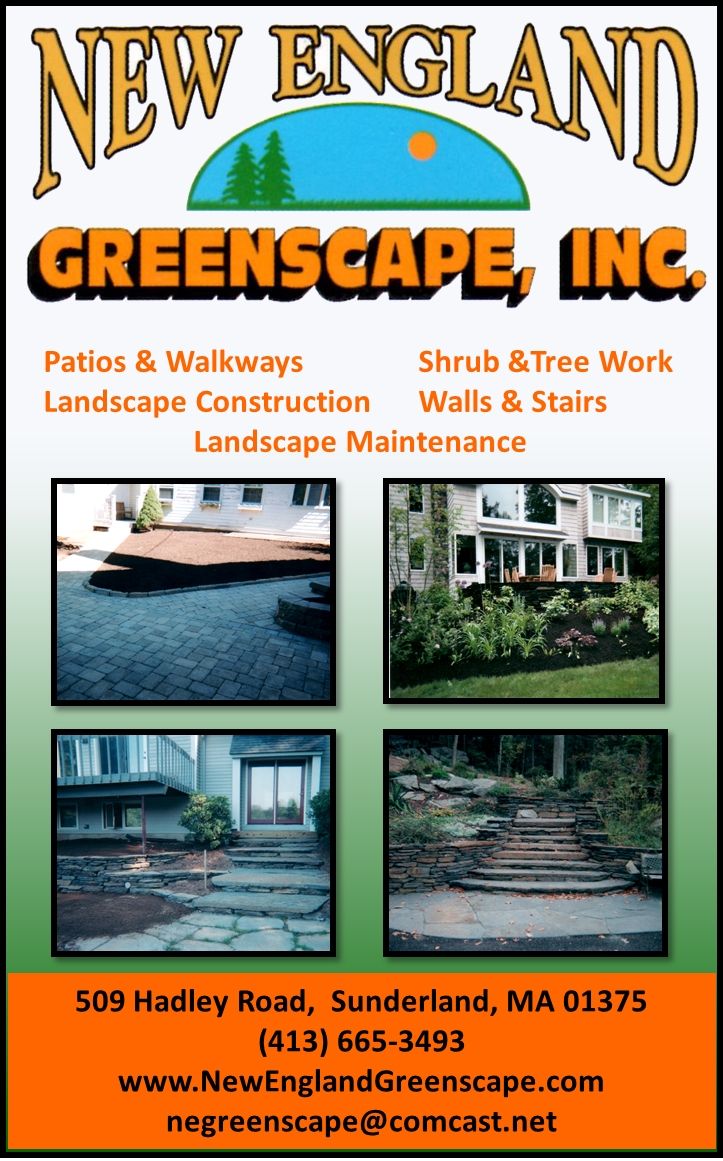 NEW ENGLAND
GREENSCAPE, INC.
Patios & Walkways
Shrub &Tree Work
Landscape Construction
Walls & Stairs
Landscape Maintenance
509 Hadley Road, Sunderland, MA 01375
(413) 665-3493
www.NewEnglandGreenscape.com
negreenscape@comcast.net